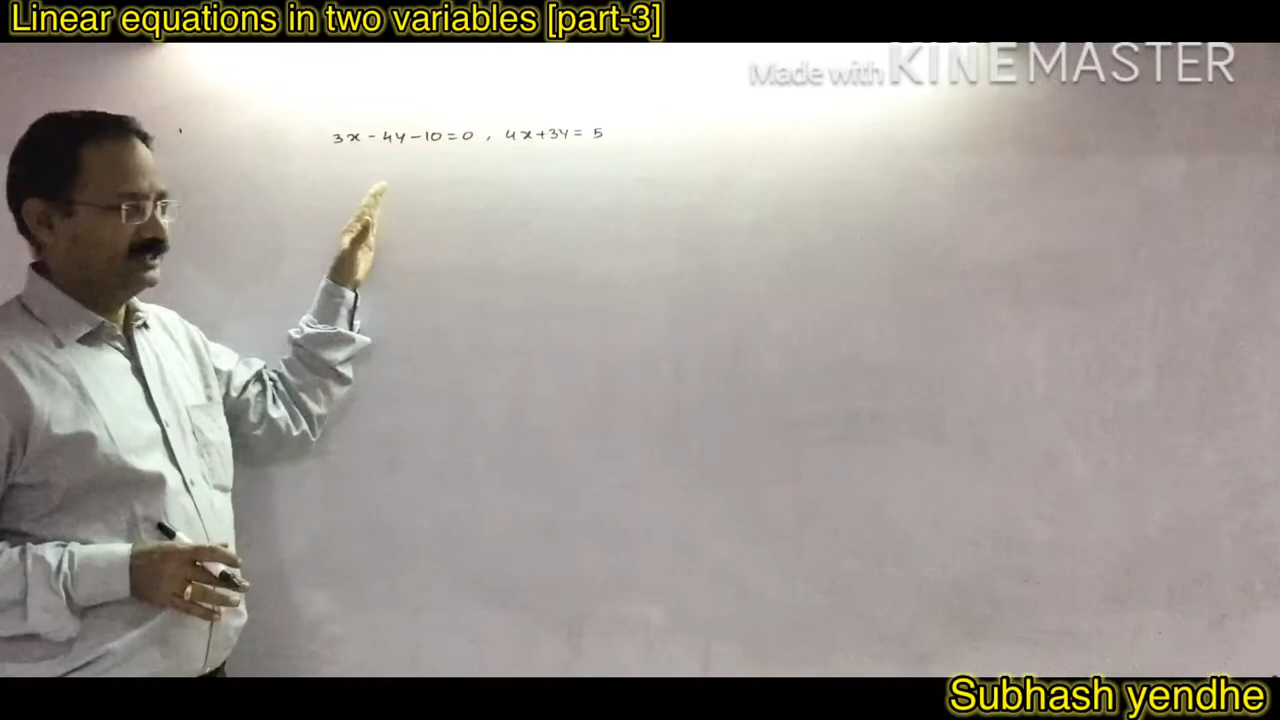 Linear equations in two variables [part-3]
Made with KINEMASTER
3x - 4y - 10 = 0 , 4x + 3y = 5
Subhash yendhe